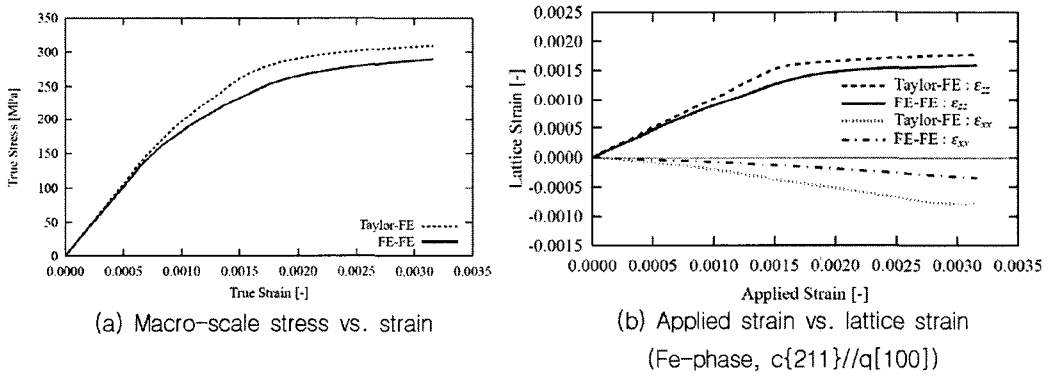 350
300
250
200
150
100
50
0
True Stress [MPa]
Taylor-FE
FE-FE
0.0000 0.0005 0.0010 0.0015 0.0020 0.0025 0.0030 0.0035
True Strain [-]
(a) Macro-scale stress vs. strain
0.0025
0.0020
0.0015
0.0010
0.0005
0.0000
-0.0005
-0.0010
-0.0015
Lattice Strain [-]
Taylor-FE : εzz
FE-FE : εzz
Taylor-FE : εxx
FE-FE : εxv
0.0000 0.0005 0.0010 0.0015 0.0020 0.0025 0.0030 0.0035
Applied Strain [-]
(b) Applied strain vs. lattice strain
(Fe-phase, c{211}//q[100])